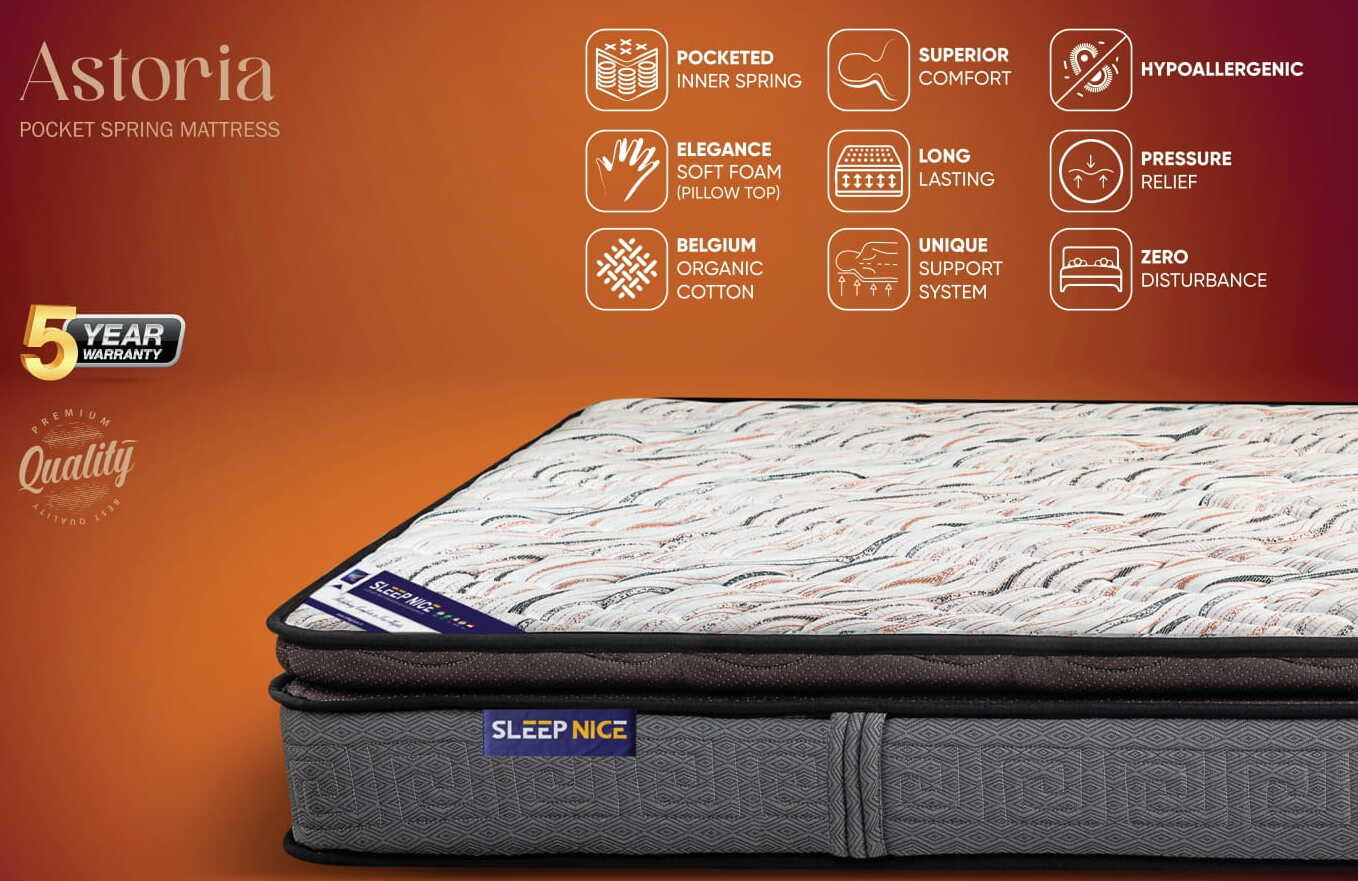 Astoria
POCKET SPRING MATTRESS
POCKETED
INNER SPRING
SUPERIOR
COMFORT
HYPOALLERGENIC
ELEGANCE
SOFT FOAM
(PILLOW TOP)
LONG
LASTING
PRESSURE
RELIEF
BELGIUM
ORGANIC
COTTON
UNIQUE
SUPPORT
SYSTEM
ZERO
DISTURBANCE
5 YEAR
WARRANTY
PREMIUM
Quality
BEST QUALITY
SLEEP NICE
SLEEP NICE